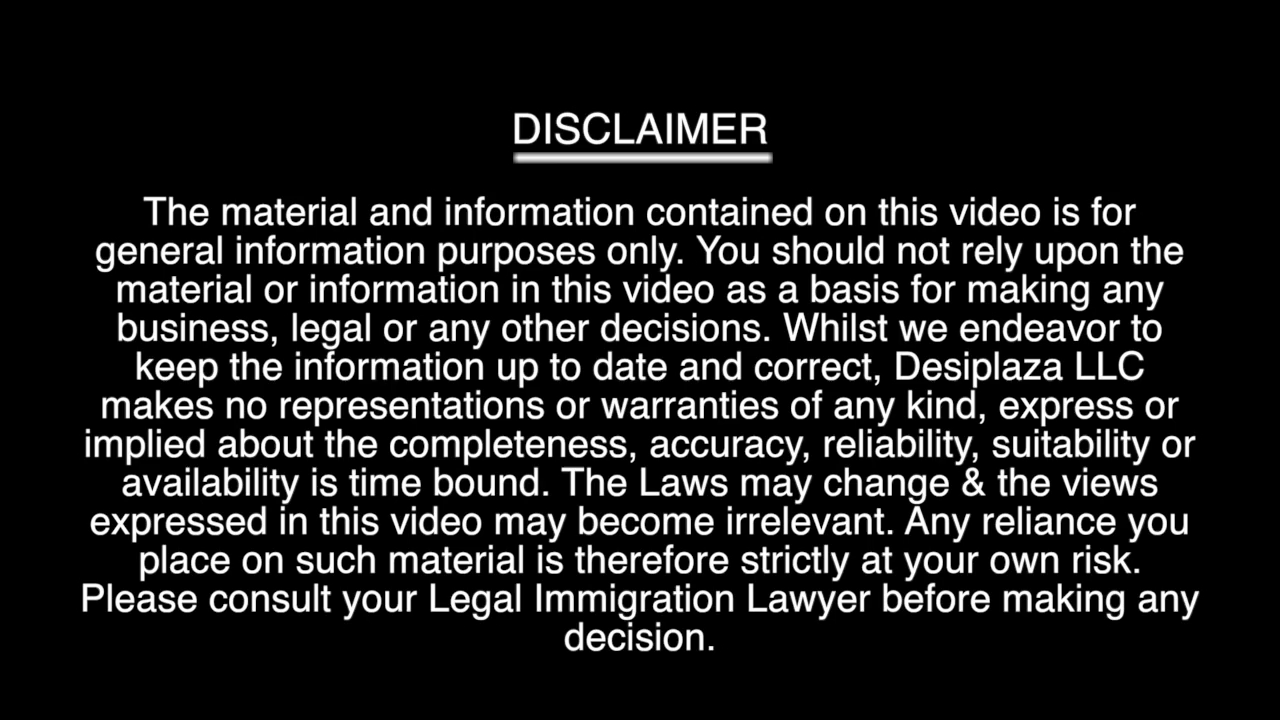 DISCLAIMER
The material and information contained on this video is for
general information purposes only. You should not rely upon the
material or information in this video as a basis for making any
business, legal or any other decisions. Whilst we endeavor to
keep the information up to date and correct, Desiplaza LLC
makes no representations or warranties of any kind, express or
implied about the completeness, accuracy, reliability, suitability or
availability is time bound. The Laws may change & the views
expressed in this video may become irrelevant. Any reliance you
place on such material is therefore strictly at your own risk.
Please consult your Legal Immigration Lawyer before making any
decision.